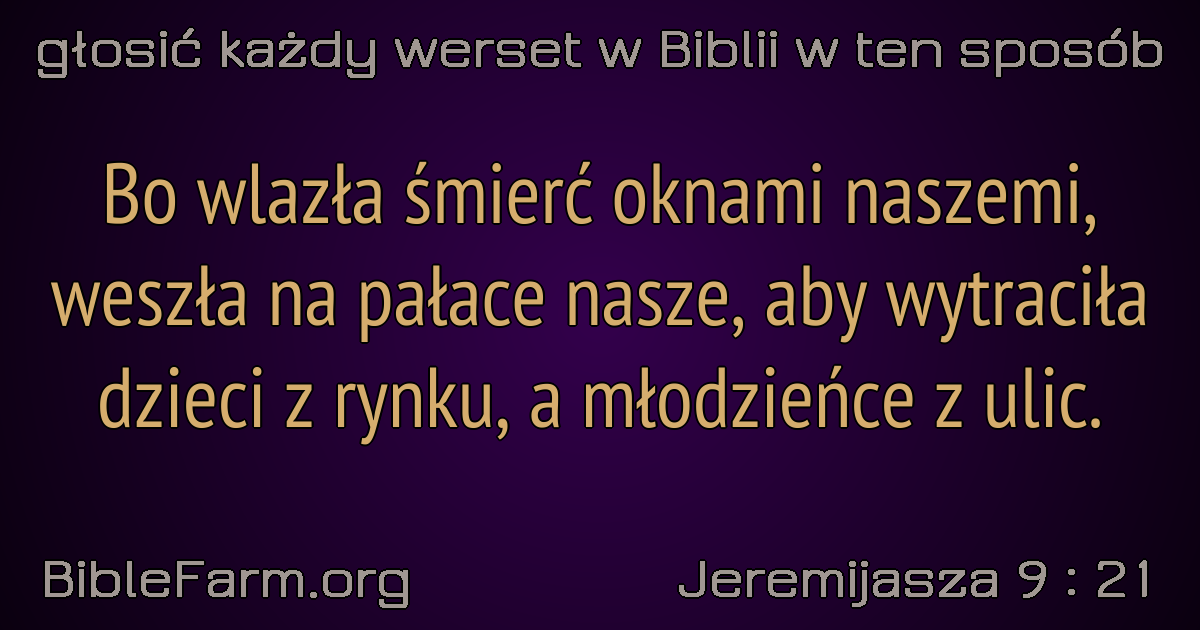 głosić każdy werset w Biblii w ten sposób
Bo wlazła śmierć oknami naszemi,
weszła na pałace nasze, aby wytraciła
dzieci z rynku, a młodzieńce z ulic.
BibleFarm.org
Jeremijasza 9 : 21